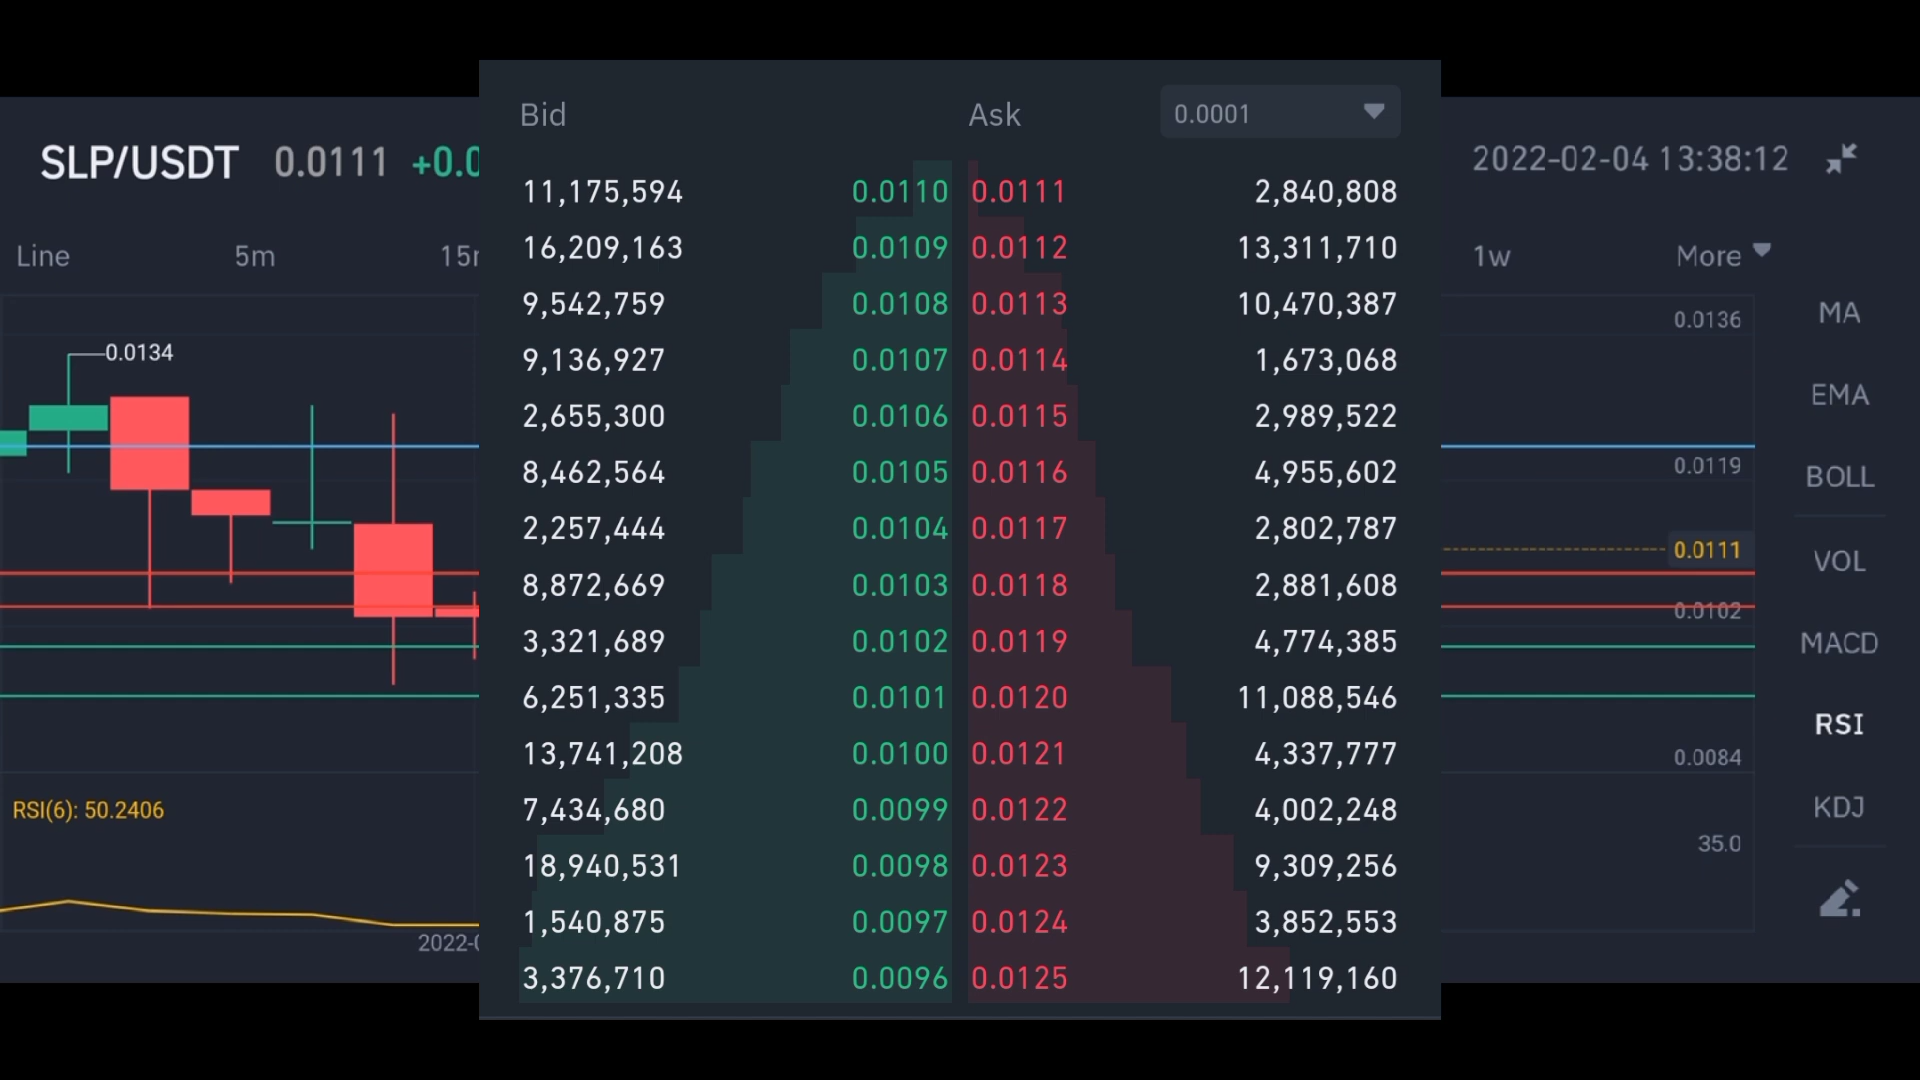 SLP/USDT 0.0111 +0.0
Line 5m 15m
0.0134
RSI(6): 50.2406
2022-0
Bid Ask 0.0001
11,175,594 0.0110 0.0111 2,840,808
16,209,163 0.0109 0.0112 13,311,710
9,542,759 0.0108 0.0113 10,470,387
9,136,927 0.0107 0.0114 1,673,068
2,655,300 0.0106 0.0115 2,989,522
8,462,564 0.0105 0.0116 4,955,602
2,257,444 0.0104 0.0117 2,802,787
8,872,669 0.0103 0.0118 2,881,608
3,321,689 0.0102 0.0119 4,774,385
6,251,335 0.0101 0.0120 11,088,546
13,741,208 0.0100 0.0121 4,337,777
7,434,680 0.0099 0.0122 4,002,248
18,940,531 0.0098 0.0123 9,309,256
1,540,875 0.0097 0.0124 3,852,553
3,376,710 0.0096 0.0125 12,119,160
2022-02-04 13:38:12
1w More
0.0136
0.0119
0.0111
0.0102
0.0084
35.0
MA
EMA
BOLL
VOL
MACD
RSI
KDJ